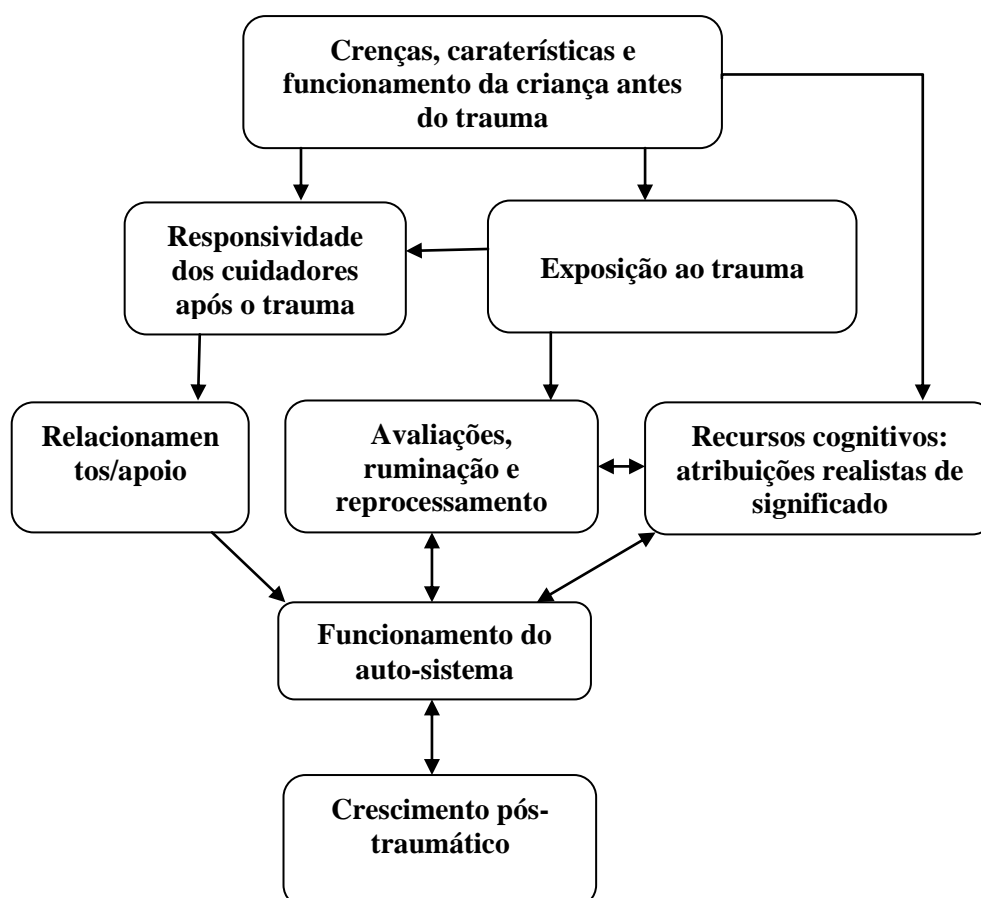 Crenças, caraterísticas e
funcionamento da criança antes
do trauma
Responsividade
dos cuidadores
após o trauma
Exposição ao trauma
Relacionamen
tos/apoio
Avaliações,
ruminação e
reprocessamento
Recursos cognitivos:
atribuições realistas de
significado
Funcionamento do
auto-sistema
Crescimento pós-
traumático